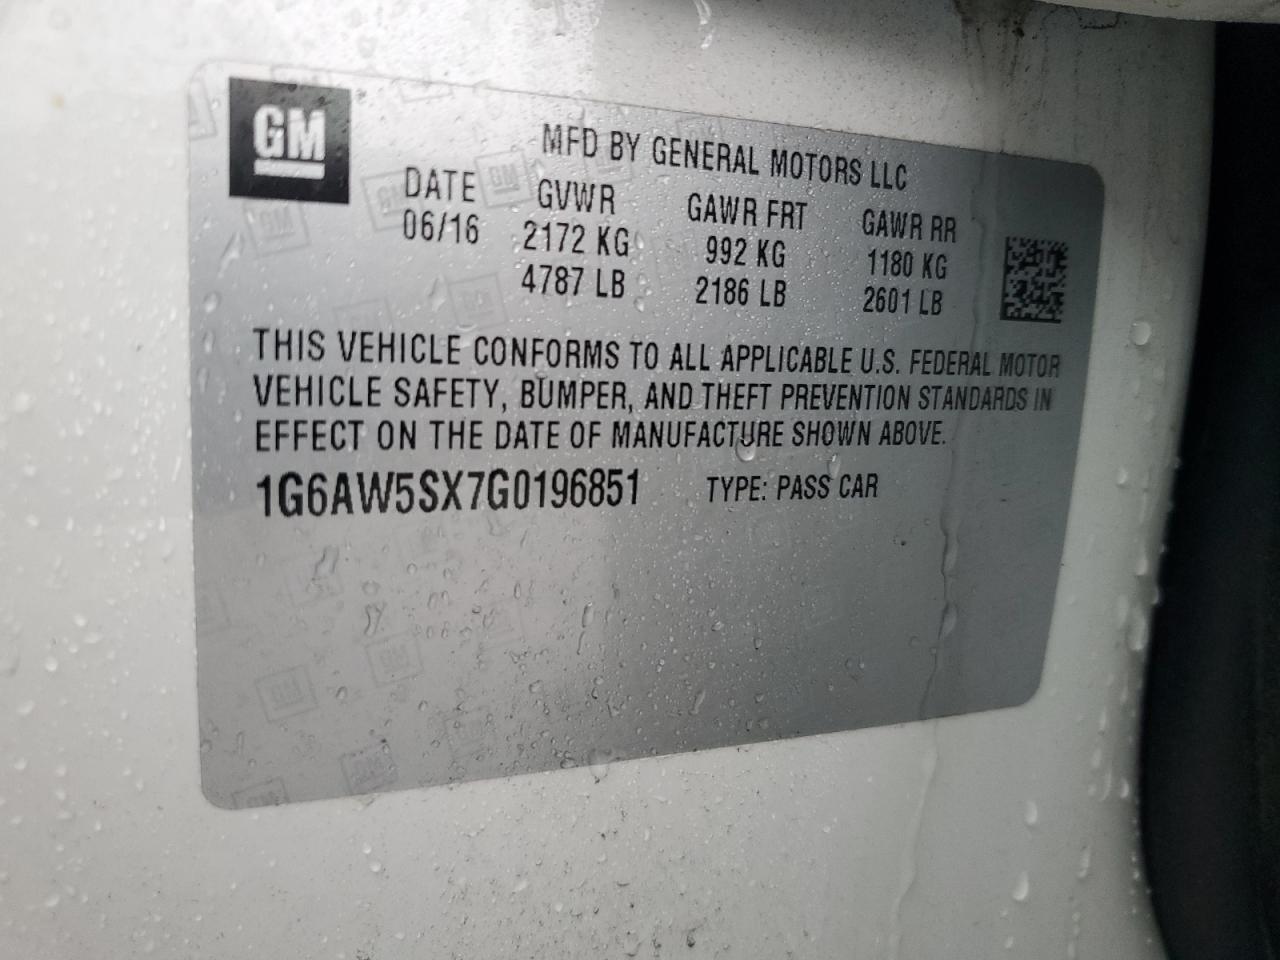 GM
MFD BY GENERAL MOTORS LLC
DATE GVWR GAWR FRT GAWR RR
06/16 2172 KG 992 KG 1180 KG
4787 LB 2186 LB 2601 LB
THIS VEHICLE CONFORMS TO ALL APPLICABLE U.S. FEDERAL MOTOR
VEHICLE SAFETY, BUMPER, AND THEFT PREVENTION STANDARDS IN
EFFECT ON THE DATE OF MANUFACTURE SHOWN ABOVE.
1G6AW5SX7G0196851 TYPE: PASS CAR